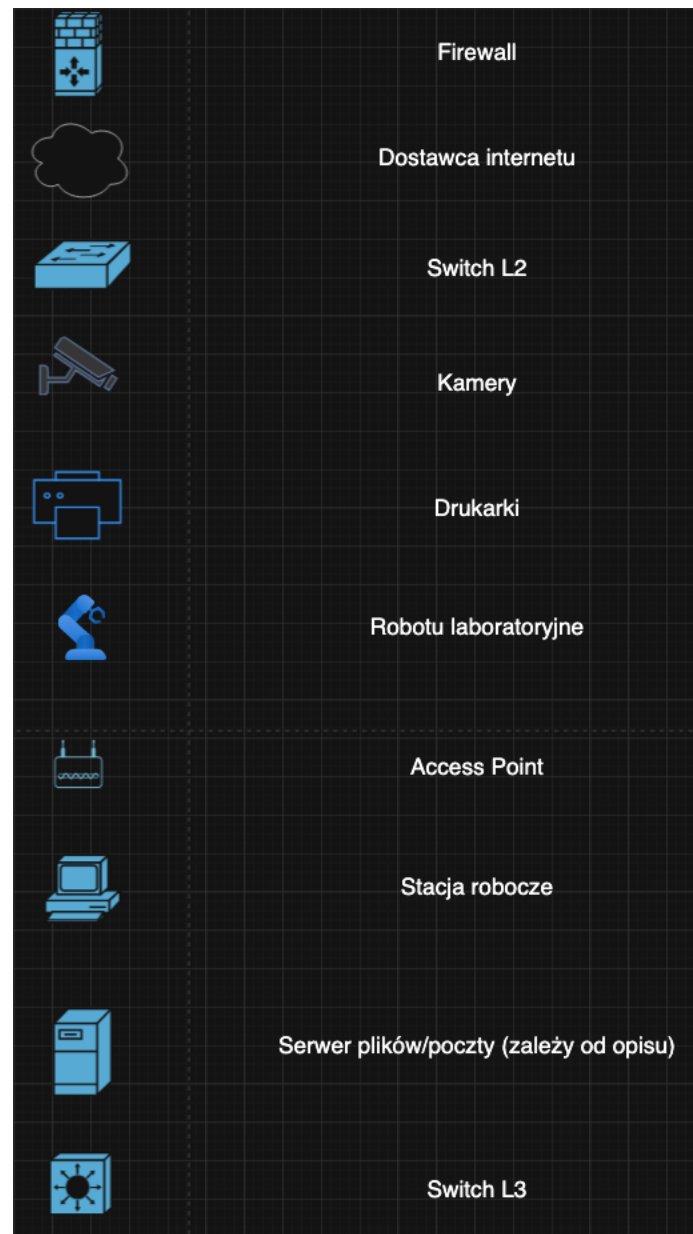 Firewall
Dostawca internetu
Switch L2
Kamery
Drukarki
Robotu laboratoryjne
Access Point
Stacja robocze
Serwer plików/poczty (zależy od opisu)
Switch L3